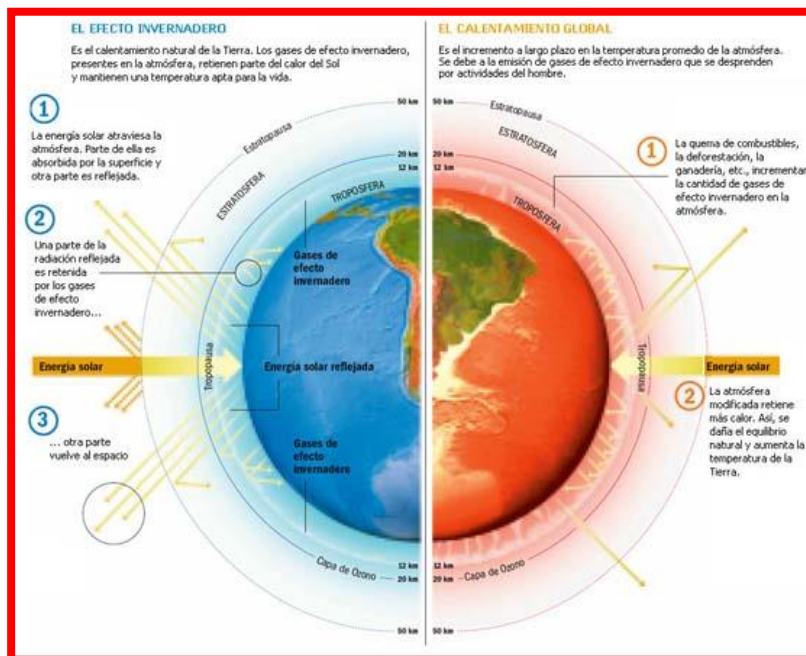 EL EFECTO INVERNADERO
Es el calentamiento natural de la Tierra. Los gases de efecto invernadero,
presentes en la atmósfera, retienen parte del calor del Sol
y mantienen una temperatura apta para la vida.
1
La energía solar atraviesa la
atmósfera. Parte de ella es
absorbida por la superficie y
otra parte es reflejada.
2
Una parte de la
radiación reflejada
es retenida
por los gases
de efecto
invernadero...
Energía solar
3
... otra parte
vuelve al espacio
50 km
Estratopausa
20 km
ESTRATOSFERA
12 km
TROPOSFERA
Gases de
efecto
invernadero
Tropopausa
Energía solar reflejada
Gases de
efecto
invernadero
Capa de Ozono
12 km
20 km
50 km
EL CALENTAMIENTO GLOBAL
Es el incremento a largo plazo en la temperatura promedio de la atmósfera.
Se debe a la emisión de gases de efecto invernadero que se desprenden
por actividades del hombre.
50 km
Estratopausa
ESTRATOSFERA
20 km
12 km
TROPOSFERA
1
La quema de combustibles,
la deforestación, la
ganadería, etc., incrementan
la cantidad de gases de
efecto invernadero en la
atmósfera.
Tropopausa
Energía solar
2
La atmósfera
modificada retiene
más calor. Así, se
daña el equilibrio
natural y aumenta la
temperatura de la
Tierra.
12 km
20 km
Capa de Ozono
50 km